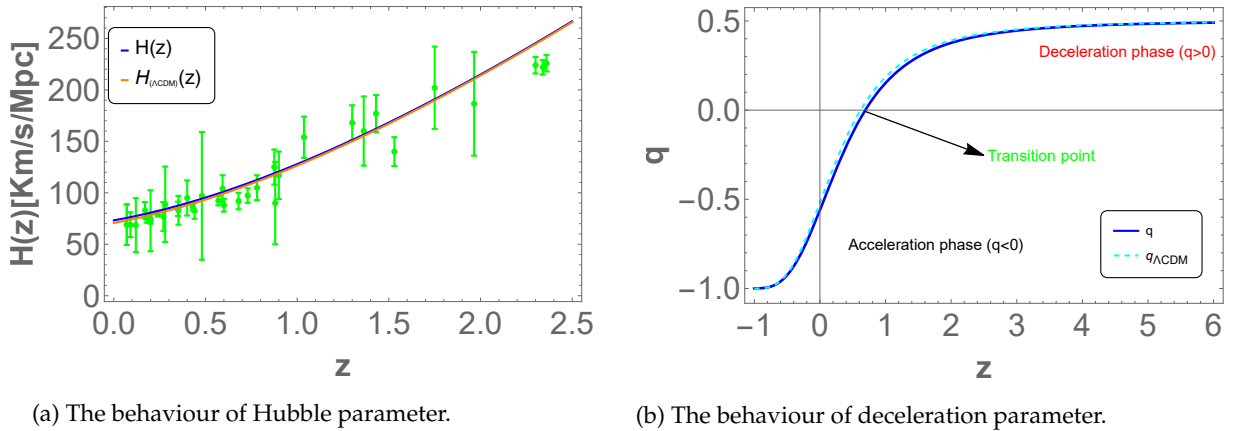 H(z)
H(ΛCDM)(z)
H(z)[Km/s/Mpc]
250
200
150
100
50
0
0.0 0.5 1.0 1.5 2.0 2.5
z
(a) The behaviour of Hubble parameter.
0.5
0.0
−0.5
−1.0
q
Deceleration phase (q>0)
Transition point
Acceleration phase (q<0)
q
qΛCDM
−1 0 1 2 3 4 5 6
z
(b) The behaviour of deceleration parameter.